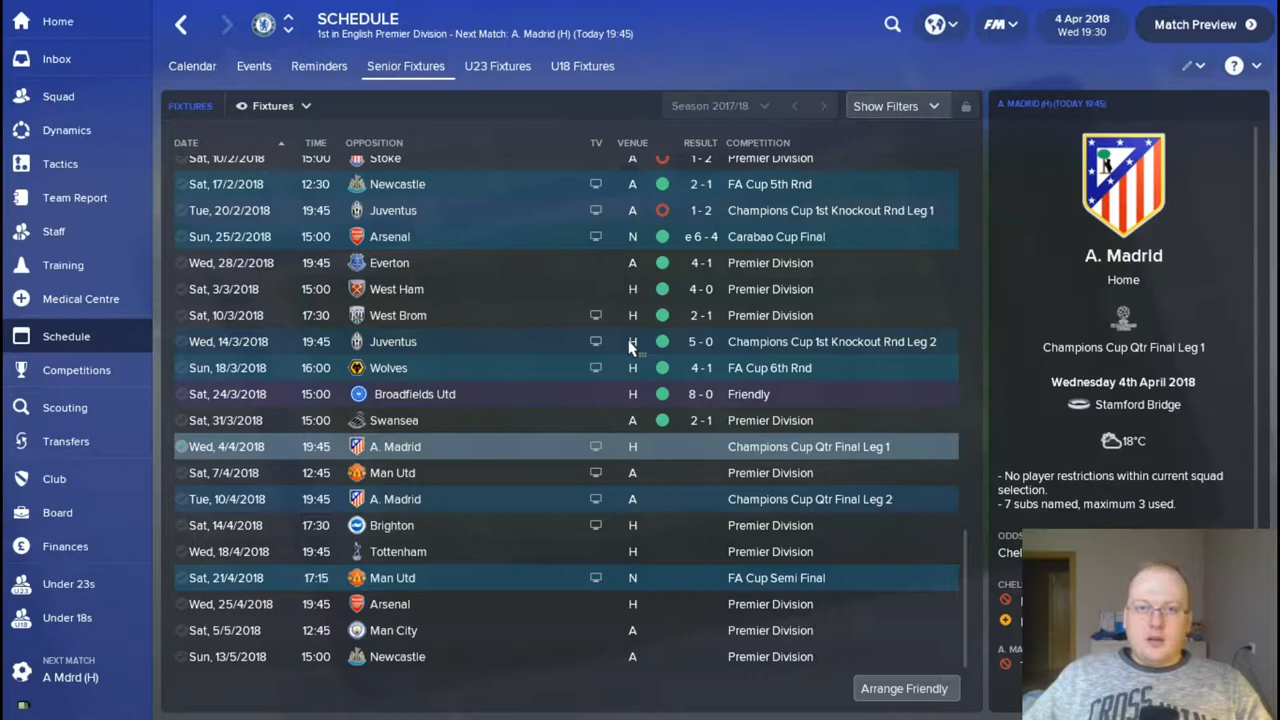 Home
Inbox
Squad
Dynamics
Tactics
Team Report
Staff
Training
Medical Centre
Schedule
Competitions
Scouting
Transfers
Club
Board
Finances
U23
Under 23s
U18
Under 18s
NEXT MATCH
A Mdrd (H)
SCHEDULE
1st in English Premier Division - Next Match: A. Madrid (H) (Today 19:45)
FM
4 Apr 2018
Wed 19:30
Match Preview
Calendar Events Reminders Senior Fixtures U23 Fixtures U18 Fixtures
?
FIXTURES Fixtures Season 2017/18 Show Filters
DATE TIME OPPOSITION TV VENUE RESULT COMPETITION
Sat, 10/2/2018 15:00 Stoke A 1 - 2 Premier Division
Sat, 17/2/2018 12:30 Newcastle A 2 - 1 FA Cup 5th Rnd
Tue, 20/2/2018 19:45 Juventus A 1 - 2 Champions Cup 1st Knockout Rnd Leg 1
Sun, 25/2/2018 15:00 Arsenal N e 6 - 4 Carabao Cup Final
Wed, 28/2/2018 19:45 Everton A 4 - 1 Premier Division
Sat, 3/3/2018 15:00 West Ham H 4 - 0 Premier Division
Sat, 10/3/2018 17:30 West Brom H 2 - 1 Premier Division
Wed, 14/3/2018 19:45 Juventus H 5 - 0 Champions Cup 1st Knockout Rnd Leg 2
Sun, 18/3/2018 16:00 Wolves H 4 - 1 FA Cup 6th Rnd
Sat, 24/3/2018 15:00 Broadfields Utd H 8 - 0 Friendly
Sat, 31/3/2018 15:00 Swansea A 2 - 1 Premier Division
Wed, 4/4/2018 19:45 A. Madrid H Champions Cup Qtr Final Leg 1
Sat, 7/4/2018 12:45 Man Utd A Premier Division
Tue, 10/4/2018 19:45 A. Madrid A Champions Cup Qtr Final Leg 2
Sat, 14/4/2018 17:30 Brighton H Premier Division
Wed, 18/4/2018 19:45 Tottenham H Premier Division
Sat, 21/4/2018 17:15 Man Utd N FA Cup Semi Final
Wed, 25/4/2018 19:45 Arsenal H Premier Division
Sat, 5/5/2018 12:45 Man City A Premier Division
Sun, 13/5/2018 15:00 Newcastle A Premier Division
Arrange Friendly
A. MADRID (H) (TODAY 19:45)
A. Madrid
Home
Champions Cup Qtr Final Leg 1
Wednesday 4th April 2018
Stamford Bridge
18°C
- No player restrictions within current squad
selection.
- 7 subs named, maximum 3 used.
ODDS
Chel
CHEL
A. MA
CROSS